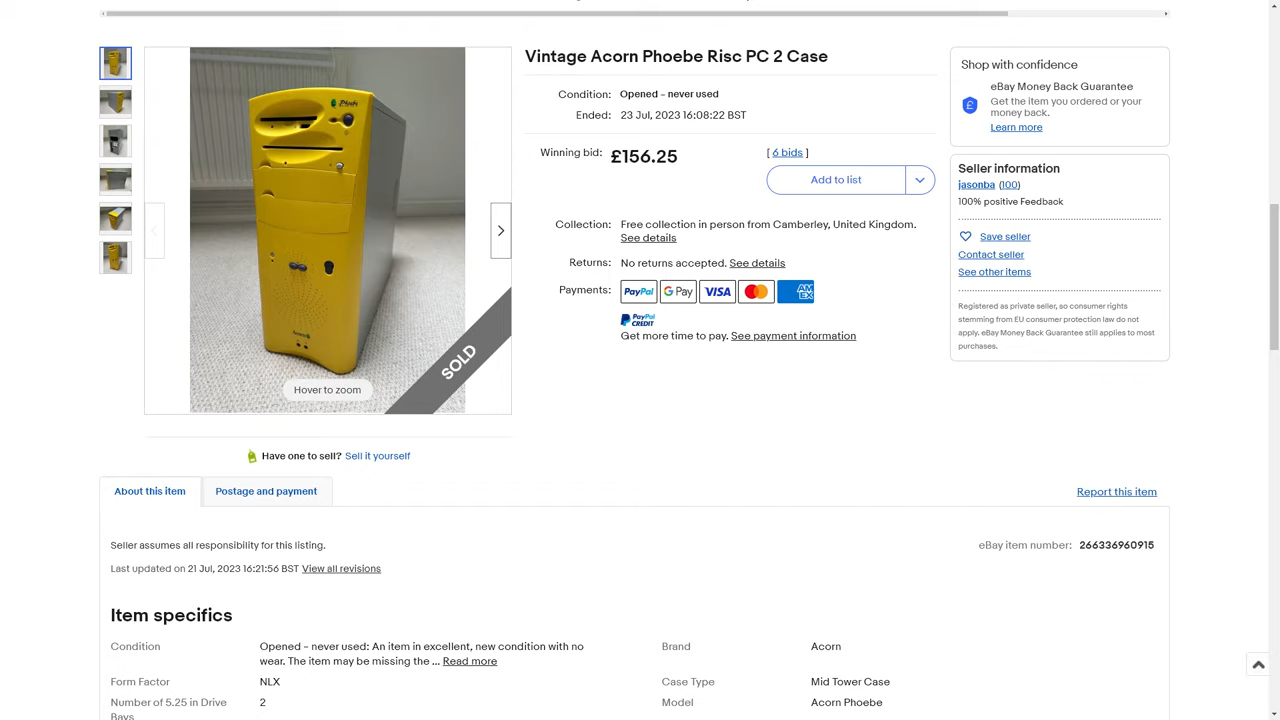 Vintage Acorn Phoebe Risc PC 2 Case
Condition: Opened – never used
Ended: 23 Jul, 2023 16:08:22 BST
Winning bid: £156.25 [ 6 bids ]
Add to list
Collection: Free collection in person from Camberley, United Kingdom.
See details
Returns: No returns accepted. See details
Payments: PayPal G Pay VISA MasterCard AM EX
PayPal CREDIT
Get more time to pay. See payment information
Shop with confidence
eBay Money Back Guarantee
Get the item you ordered or your
money back.
Learn more
Seller information
jasonba (100)
100% positive Feedback
Save seller
Contact seller
See other items
Registered as private seller, so consumer rights
stemming from EU consumer protection law do not
apply. eBay Money Back Guarantee still applies to most
purchases.
Phoebe
SOLD
Hover to zoom
Have one to sell? Sell it yourself
About this item
Postage and payment
Report this item
Seller assumes all responsibility for this listing.
eBay item number: 266336960915
Last updated on 21 Jul, 2023 16:21:56 BST View all revisions
Item specifics
Condition Opened – never used: An item in excellent, new condition with no
wear. The item may be missing the ... Read more
Brand Acorn
Form Factor NLX
Case Type Mid Tower Case
Number of 5.25 in Drive
Bays
2
Model Acorn Phoebe